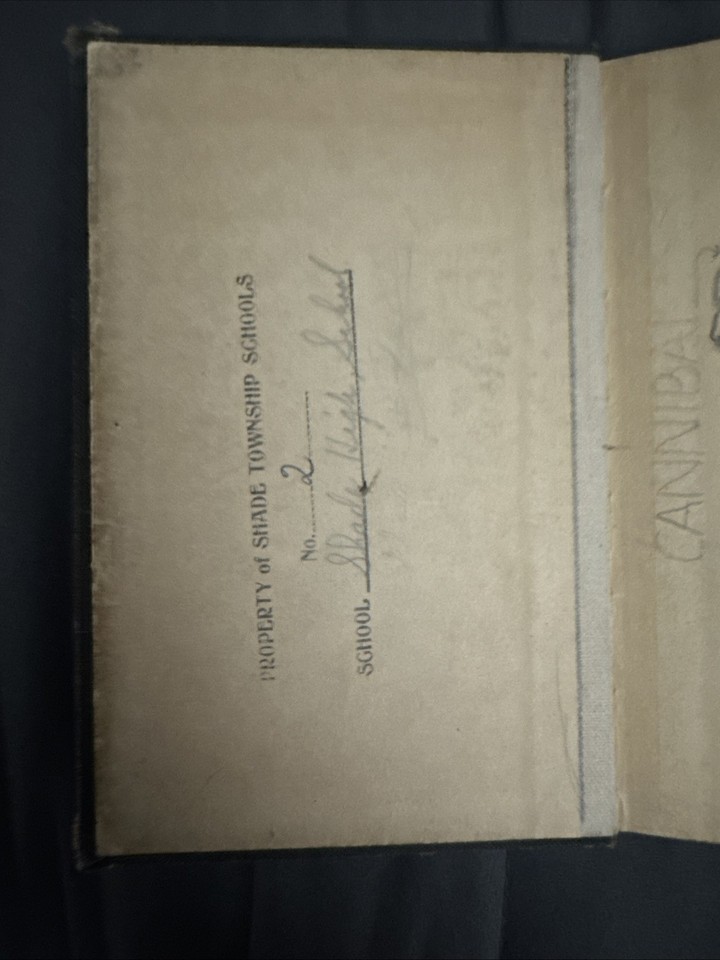 PROPERTY of SHADE TOWNSHIP SCHOOLS
No. 2
SCHOOL Shade High School
CANNIBAL